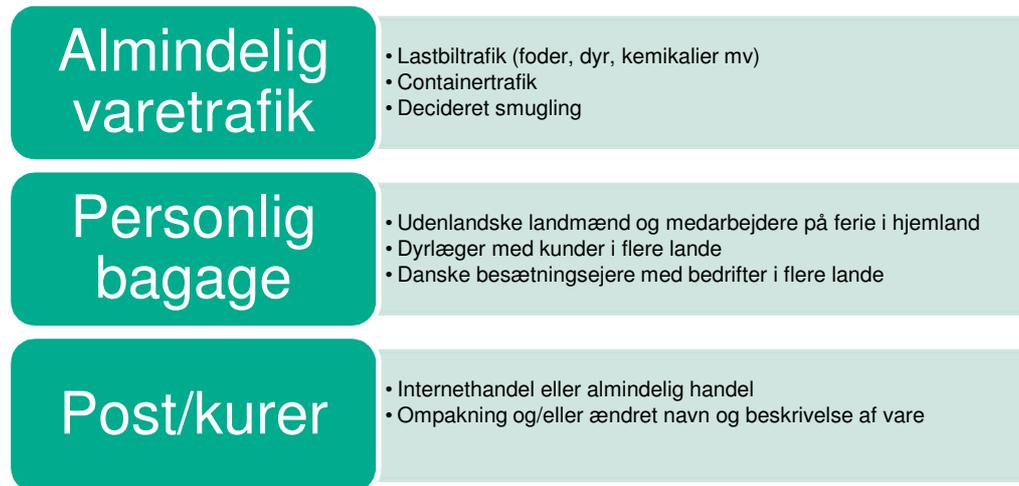 Almindelig
varetrafik
• Lastbiltrafik (foder, dyr, kemikalier mv)
• Containertrafik
• Decideret smugling
Personlig
bagage
• Udenlandske landmænd og medarbejdere på ferie i hjemland
• Dyrlæger med kunder i flere lande
• Danske besætningsejere med bedrifter i flere lande
Post/kurer
• Internethandel eller almindelig handel
• Ompakning og/eller ændret navn og beskrivelse af vare